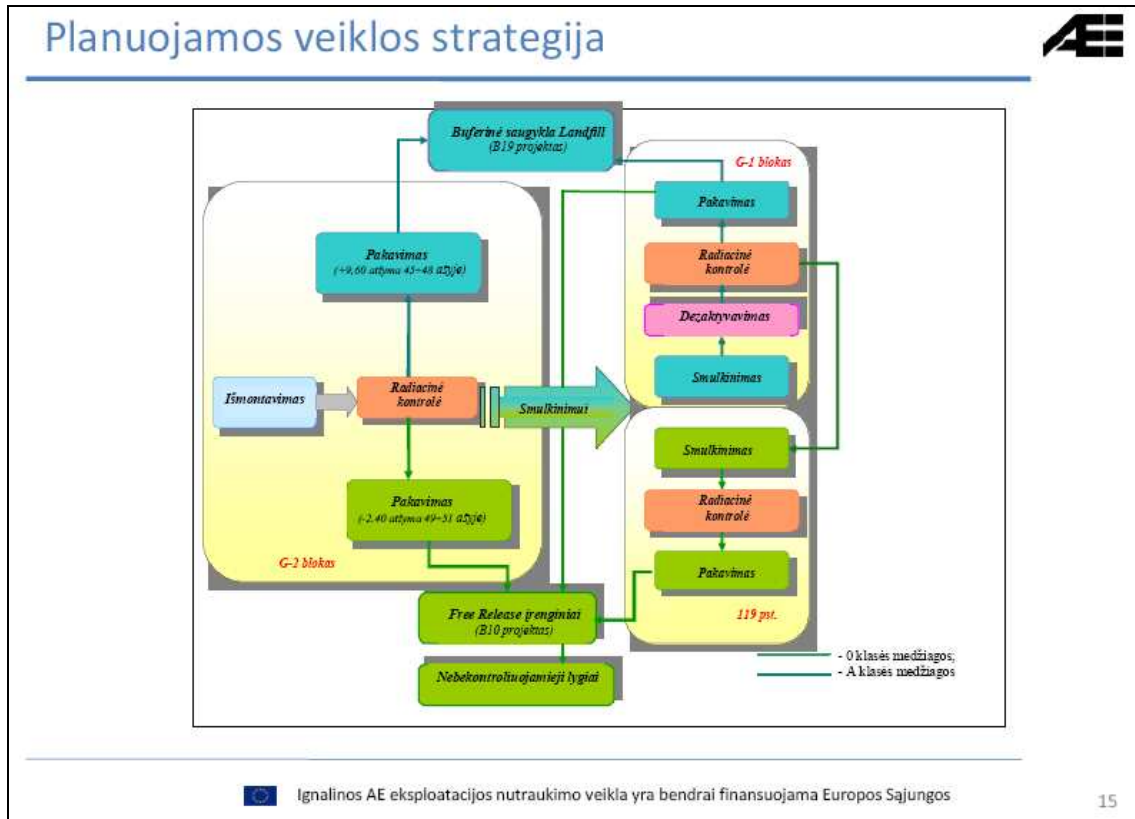 Planuojamos veiklos strategija
Buferinė saugykla Landfill
(B19 projektas)
G-1 blokas
Pakavimas
Pakavimas
(+9,60 atžyma 45÷48 ašyje)
Radiacinė
kontrolė
Dezaktyvavimas
Smulkinimas
Išmontavimas
Radiacinė
kontrolė
Smulkinimui
Smulkinimas
Pakavimas
(-2,40 atžyma 49÷51 ašyje)
Radiacinė
kontrolė
Pakavimas
G-2 blokas
119 pst.
Free Release įrenginiai
(B10 projektas)
Nebekontroliuojamieji lygiai
- 0 klasės medžiagos;
- A klasės medžiagos
Ignalinos AE eksploatacijos nutraukimo veikla yra bendrai finansuojama Europos Sąjungos
15